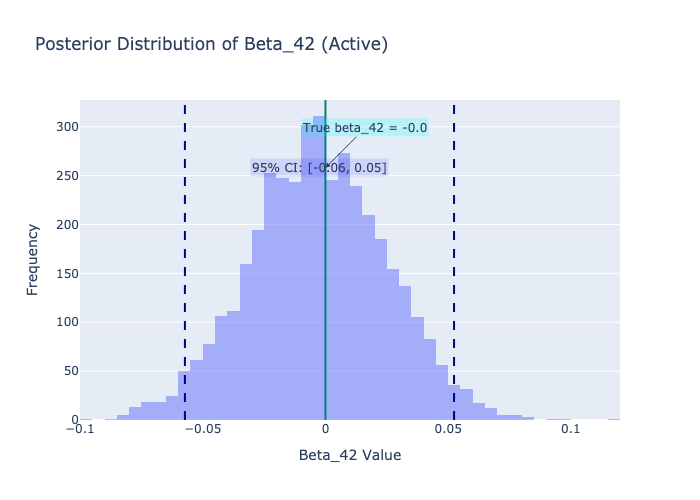 Posterior Distribution of Beta_42 (Active)
True beta_42 = -0.0
95% CI: [-0.06, 0.05]
300
250
200
150
100
50
0
Frequency
−0.1
−0.05
0
0.05
0.1
Beta_42 Value